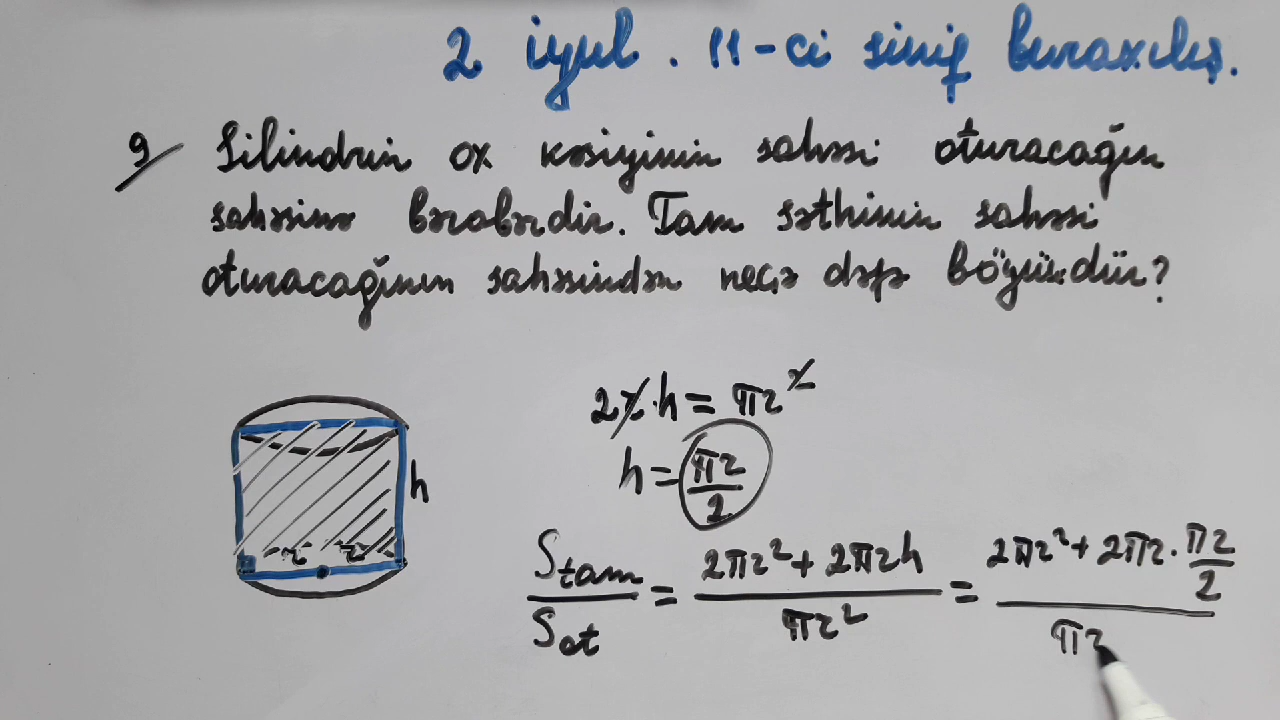 2 iyul. 11-ci sinif buraxılış.
9/ Silindrin ox kəsiyinin sahəsi oturacağın
sahəsinə bərabərdir. Tam səthinin sahəsi
oturacağının sahəsindən neçə dəfə böyükdür?
2r·h = πr²
h = πr/2
h
r r
S_tam/S_ot = (2πr² + 2πrh)/πr² = (2πr² + 2πr·πr/2)/πr